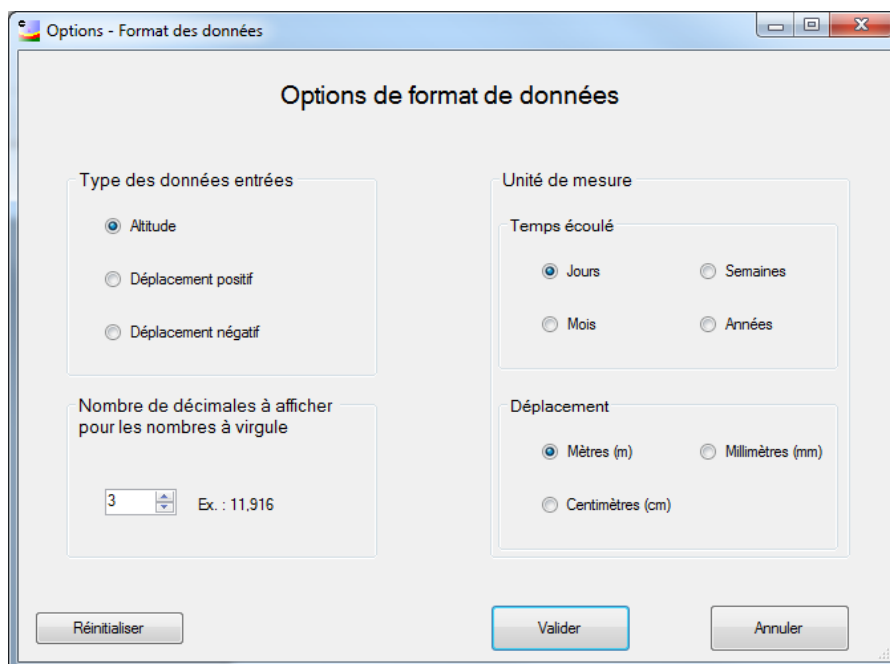 Options - Format des données
Options de format de données
Type des données entrées
Altitude
Déplacement positif
Déplacement négatif
Nombre de décimales à afficher
pour les nombres à virgule
3 Ex. : 11,916
Unité de mesure
Temps écoulé
Jours Semaines
Mois Années
Déplacement
Mètres (m) Millimètres (mm)
Centimètres (cm)
Réinitialiser Valider Annuler